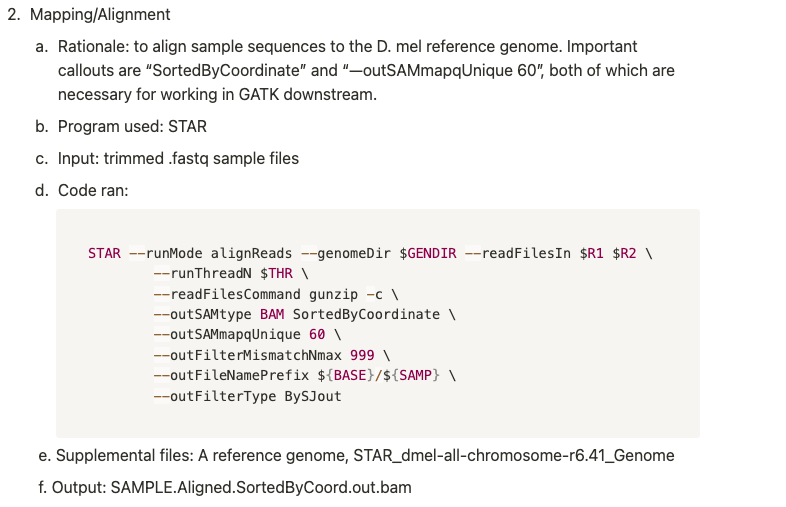 2. Mapping/Alignment
a. Rationale: to align sample sequences to the D. mel reference genome. Important
callouts are “SortedByCoordinate” and “—outSAMmapqUnique 60”, both of which are
necessary for working in GATK downstream.
b. Program used: STAR
c. Input: trimmed .fastq sample files
d. Code ran:
STAR --runMode alignReads --genomeDir $GENDIR --readFilesIn $R1 $R2 \
--runThreadN $THR \
--readFilesCommand gunzip -c \
--outSAMtype BAM SortedByCoordinate \
--outSAMmapqUnique 60 \
--outFilterMismatchNmax 999 \
--outFileNamePrefix ${BASE}/${SAMP} \
--outFilterType BySJout
e. Supplemental files: A reference genome, STAR_dmel-all-chromosome-r6.41_Genome
f. Output: SAMPLE.Aligned.SortedByCoord.out.bam